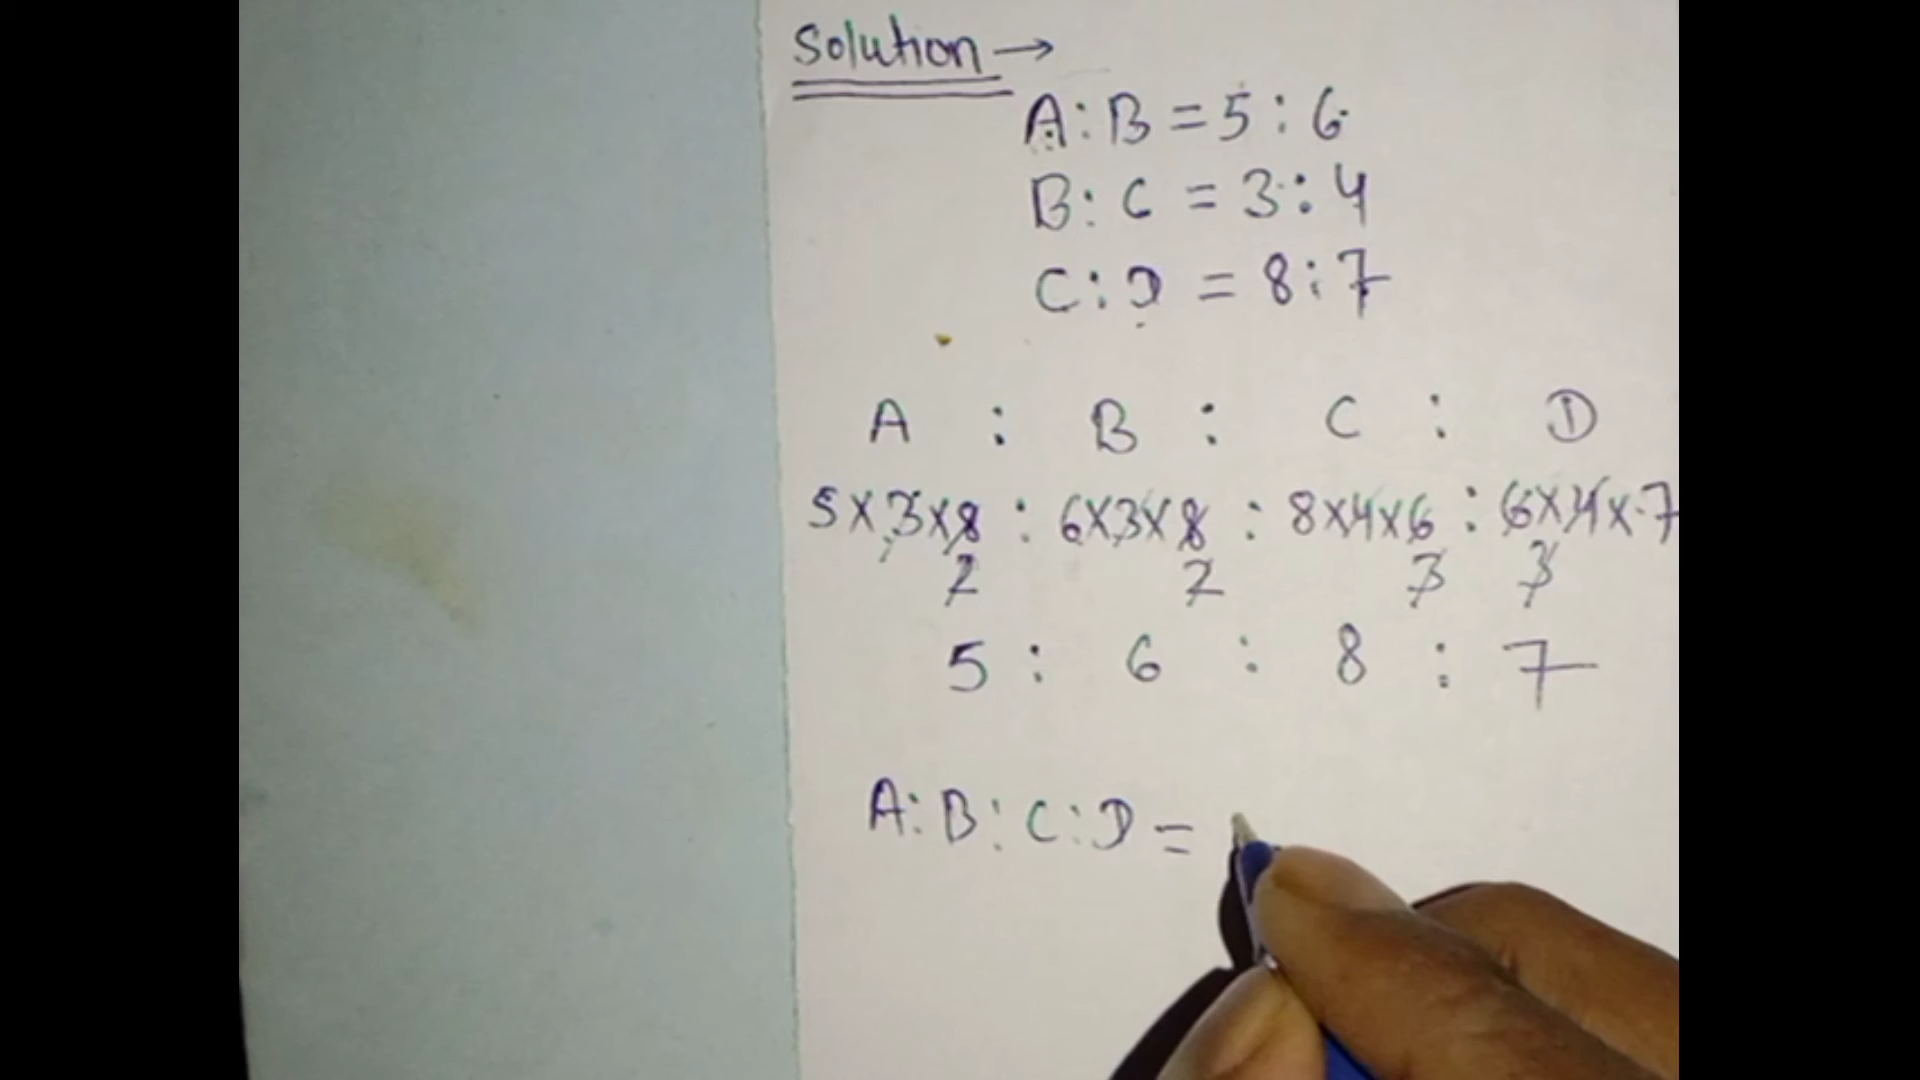 Solution →
A:B = 5:6
B:C = 3:4
C:D = 8:7
A : B : C : D
5×3×8 : 6×3×8 : 8×4×6 : 6×4×7
2 2 3 3
5 : 6 : 8 : 7
A:B:C:D =